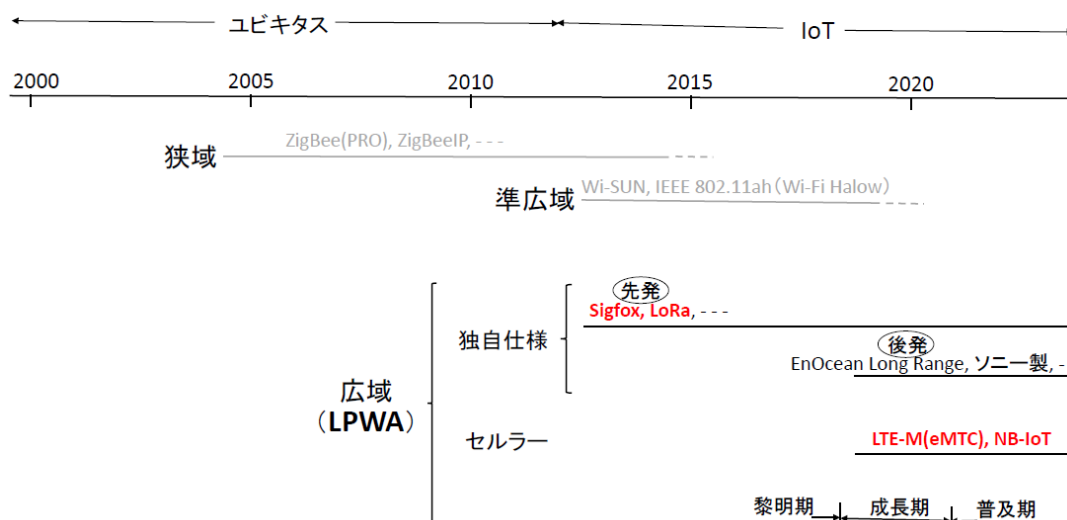 ユビキタス IoT
2000 2005 2010 2015 2020
ZigBee(PRO), ZigBeeIP, - - -
狭域
Wi-SUN, IEEE 802.11ah（Wi-Fi Halow）
準広域
先発
Sigfox, LoRa, - - -
独自仕様
後発
EnOcean Long Range, ソニー製, -
広域
（LPWA）
セルラー
LTE-M(eMTC), NB-IoT
黎明期 成長期 普及期